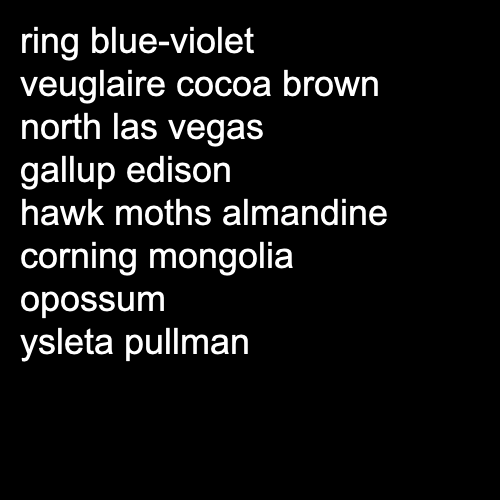 ring blue-violet
veuglaire cocoa brown
north las vegas
gallup edison
hawk moths almandine
corning mongolia
opossum
ysleta pullman